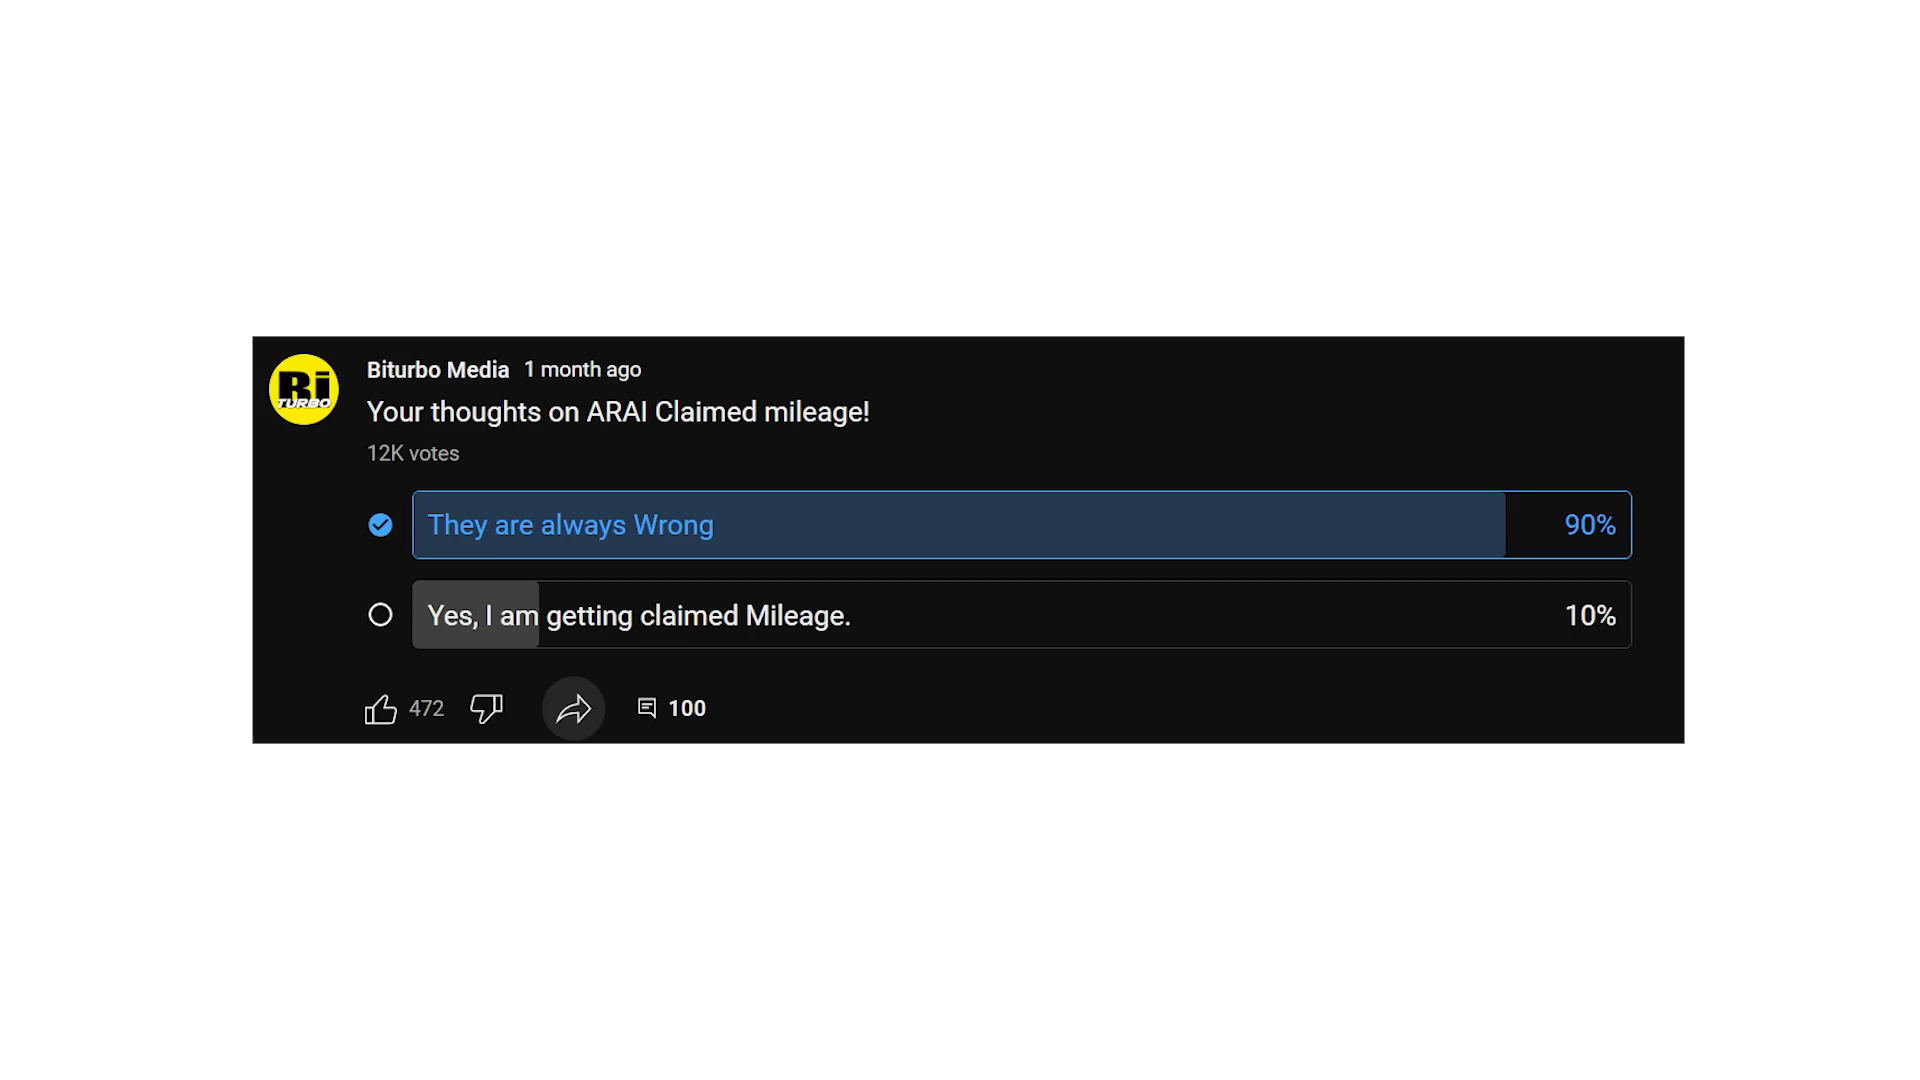 Bi
TURBO
Biturbo Media 1 month ago
Your thoughts on ARAI Claimed mileage!
12K votes
They are always Wrong 90%
Yes, I am getting claimed Mileage. 10%
472 100